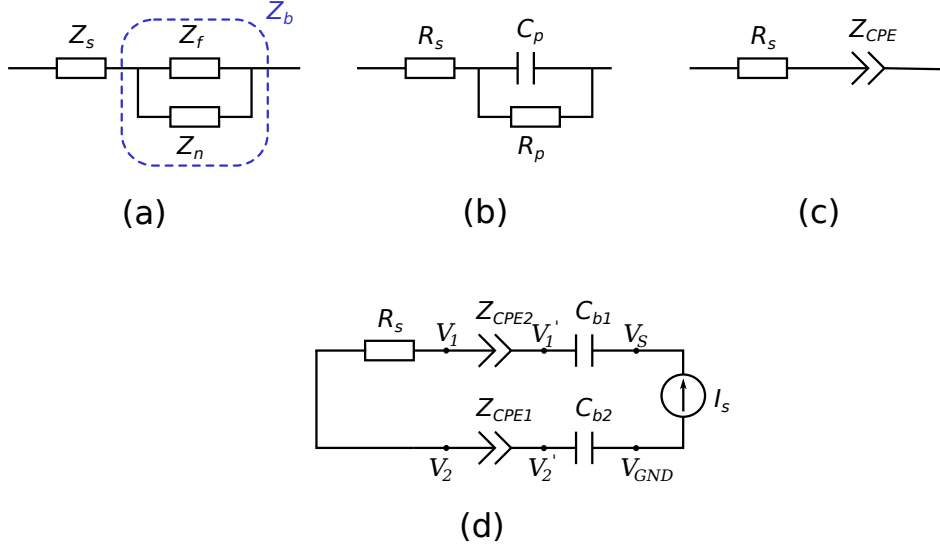 Z_b
Z_s Z_f
Z_n
(a)
R_s C_p
R_p
(b)
R_s Z_CPE
(c)
R_s Z_CPE2 C_b1
V_1 V_1' V_S
I_s
Z_CPE1 C_b2
V_2 V_2' V_GND
(d)